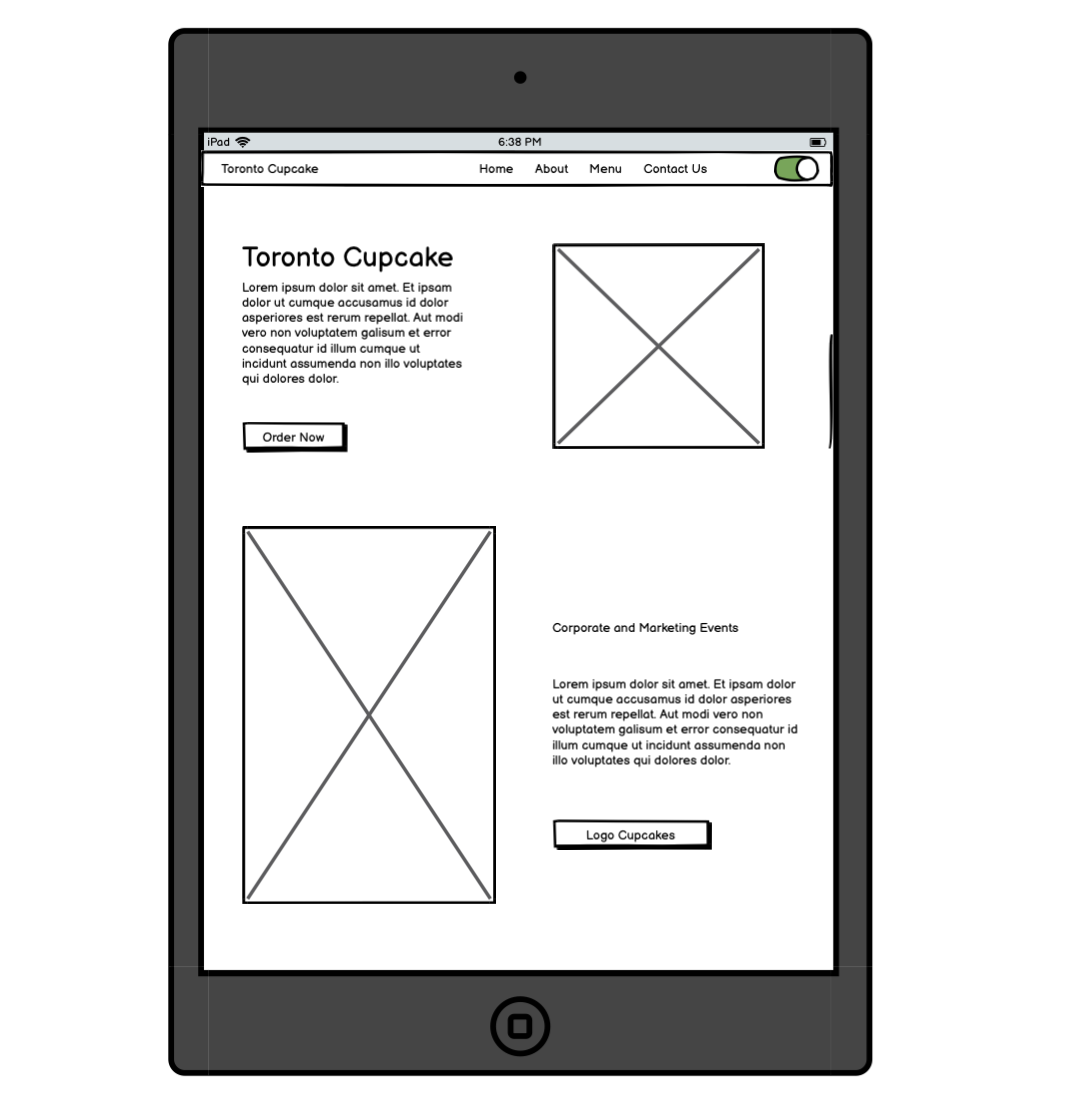 iPad 6:38 PM
Toronto Cupcake Home About Menu Contact Us
Toronto Cupcake
Lorem ipsum dolor sit amet. Et ipsam
dolor ut cumque accusamus id dolor
asperiores est rerum repellat. Aut modi
vero non voluptatem galisum et error
consequatur id illum cumque ut
incidunt assumenda non illo voluptates
qui dolores dolor.
Order Now
Corporate and Marketing Events
Lorem ipsum dolor sit amet. Et ipsam dolor
ut cumque accusamus id dolor asperiores
est rerum repellat. Aut modi vero non
voluptatem galisum et error consequatur id
illum cumque ut incidunt assumenda non
illo voluptates qui dolores dolor.
Logo Cupcakes